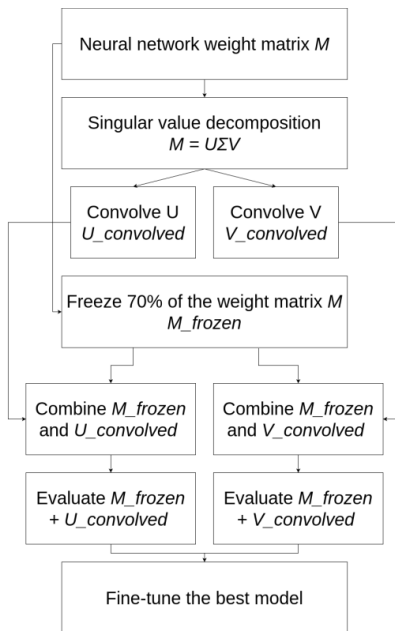 Neural network weight matrix M
Singular value decomposition
M = UΣV
Convolve U
U_convolved
Convolve V
V_convolved
Freeze 70% of the weight matrix M
M_frozen
Combine M_frozen
and U_convolved
Combine M_frozen
and V_convolved
Evaluate M_frozen
+ U_convolved
Evaluate M_frozen
+ V_convolved
Fine-tune the best model